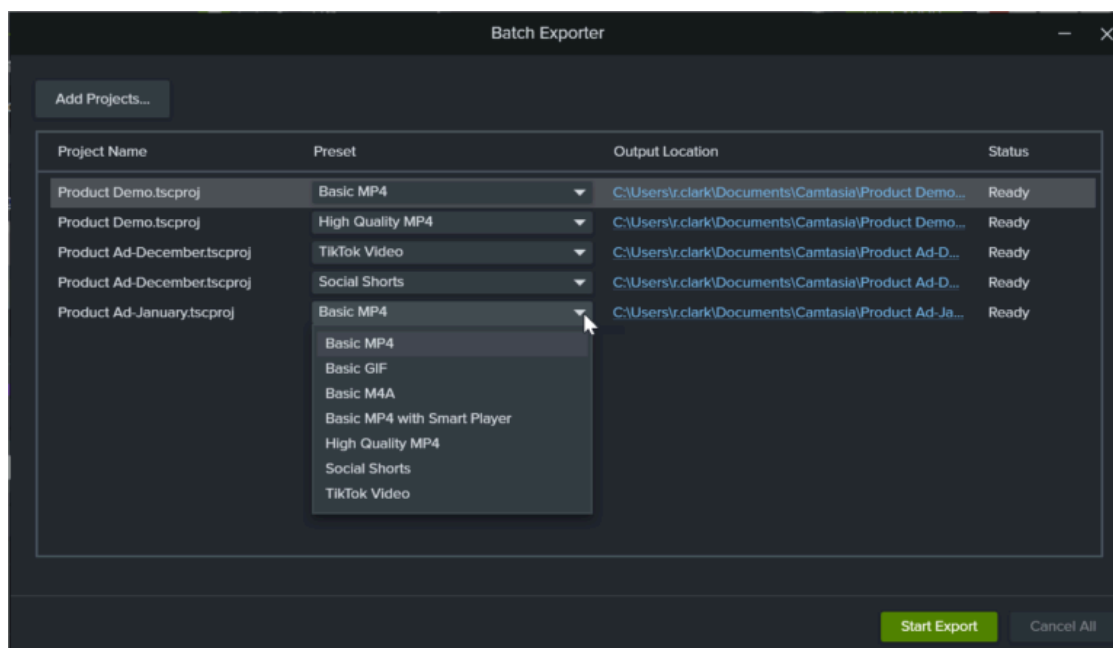 Batch Exporter
Add Projects...
Project Name Preset Output Location Status
Product Demo.tscproj Basic MP4 C:\Users\r.clark\Documents\Camtasia\Product Demo... Ready
Product Demo.tscproj High Quality MP4 C:\Users\r.clark\Documents\Camtasia\Product Demo... Ready
Product Ad-December.tscproj TikTok Video C:\Users\r.clark\Documents\Camtasia\Product Ad-D... Ready
Product Ad-December.tscproj Social Shorts C:\Users\r.clark\Documents\Camtasia\Product Ad-D... Ready
Product Ad-January.tscproj Basic MP4 C:\Users\r.clark\Documents\Camtasia\Product Ad-Ja... Ready
Basic MP4
Basic GIF
Basic M4A
Basic MP4 with Smart Player
High Quality MP4
Social Shorts
TikTok Video
Start Export Cancel All